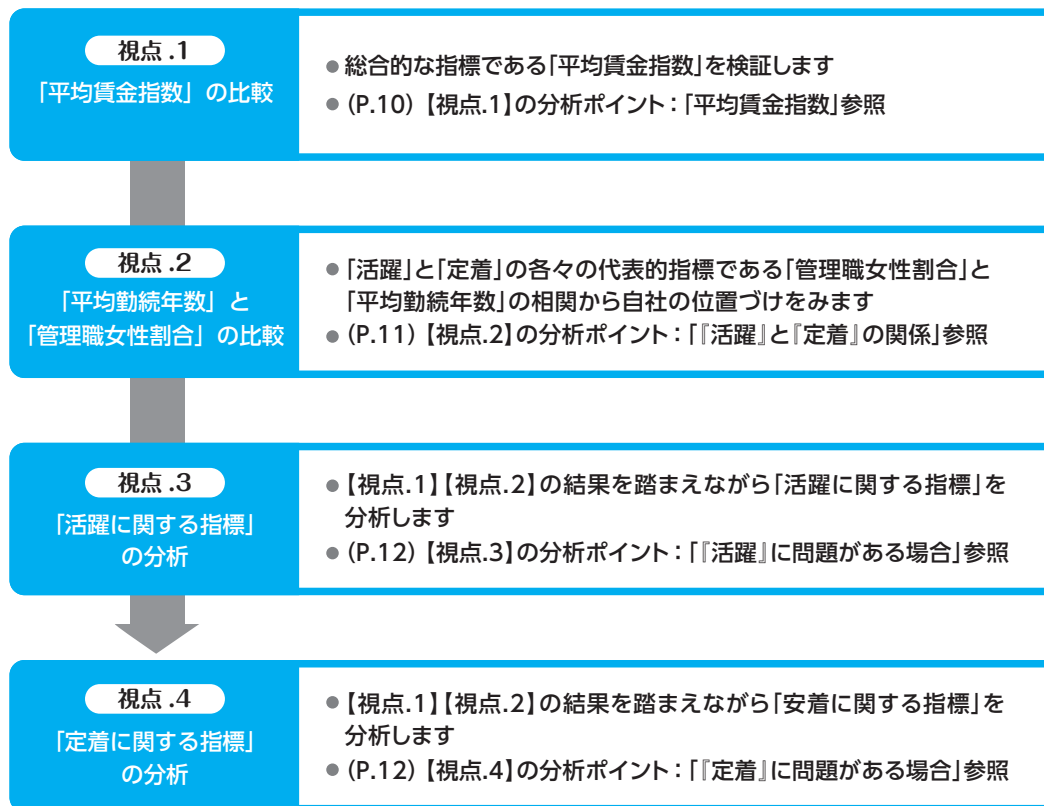 視点.1
「平均賃金指数」の比較
●総合的な指標である「平均賃金指数」を検証します
●(P.10)【視点.1】の分析ポイント:「平均賃金指数」参照
視点.2
「平均勤続年数」と
「管理職女性割合」の比較
●「活躍」と「定着」の各々の代表的指標である「管理職女性割合」と
「平均勤続年数」の相関から自社の位置づけをみます
●(P.11)【視点.2】の分析ポイント:「『活躍』と『定着』の関係」参照
視点.3
「活躍に関する指標」
の分析
●【視点.1】【視点.2】の結果を踏まえながら「活躍に関する指標」を
分析します
●(P.12)【視点.3】の分析ポイント:「『活躍』に問題がある場合」参照
視点.4
「定着に関する指標」
の分析
●【視点.1】【視点.2】の結果を踏まえながら「安着に関する指標」を
分析します
●(P.12)【視点.4】の分析ポイント:「『定着』に問題がある場合」参照